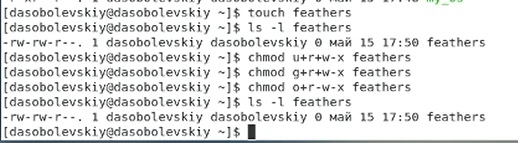 [dasobolevskiy@dasobolevskiy ~]$ touch feathers
[dasobolevskiy@dasobolevskiy ~]$ ls -l feathers
-rw-rw-r--. 1 dasobolevskiy dasobolevskiy 0 май 15 17:50 feathers
[dasobolevskiy@dasobolevskiy ~]$ chmod u+r+w-x feathers
[dasobolevskiy@dasobolevskiy ~]$ chmod g+r+w-x feathers
[dasobolevskiy@dasobolevskiy ~]$ chmod o+r-w-x feathers
[dasobolevskiy@dasobolevskiy ~]$ ls -l feathers
-rw-rw-r--. 1 dasobolevskiy dasobolevskiy 0 май 15 17:50 feathers
[dasobolevskiy@dasobolevskiy ~]$